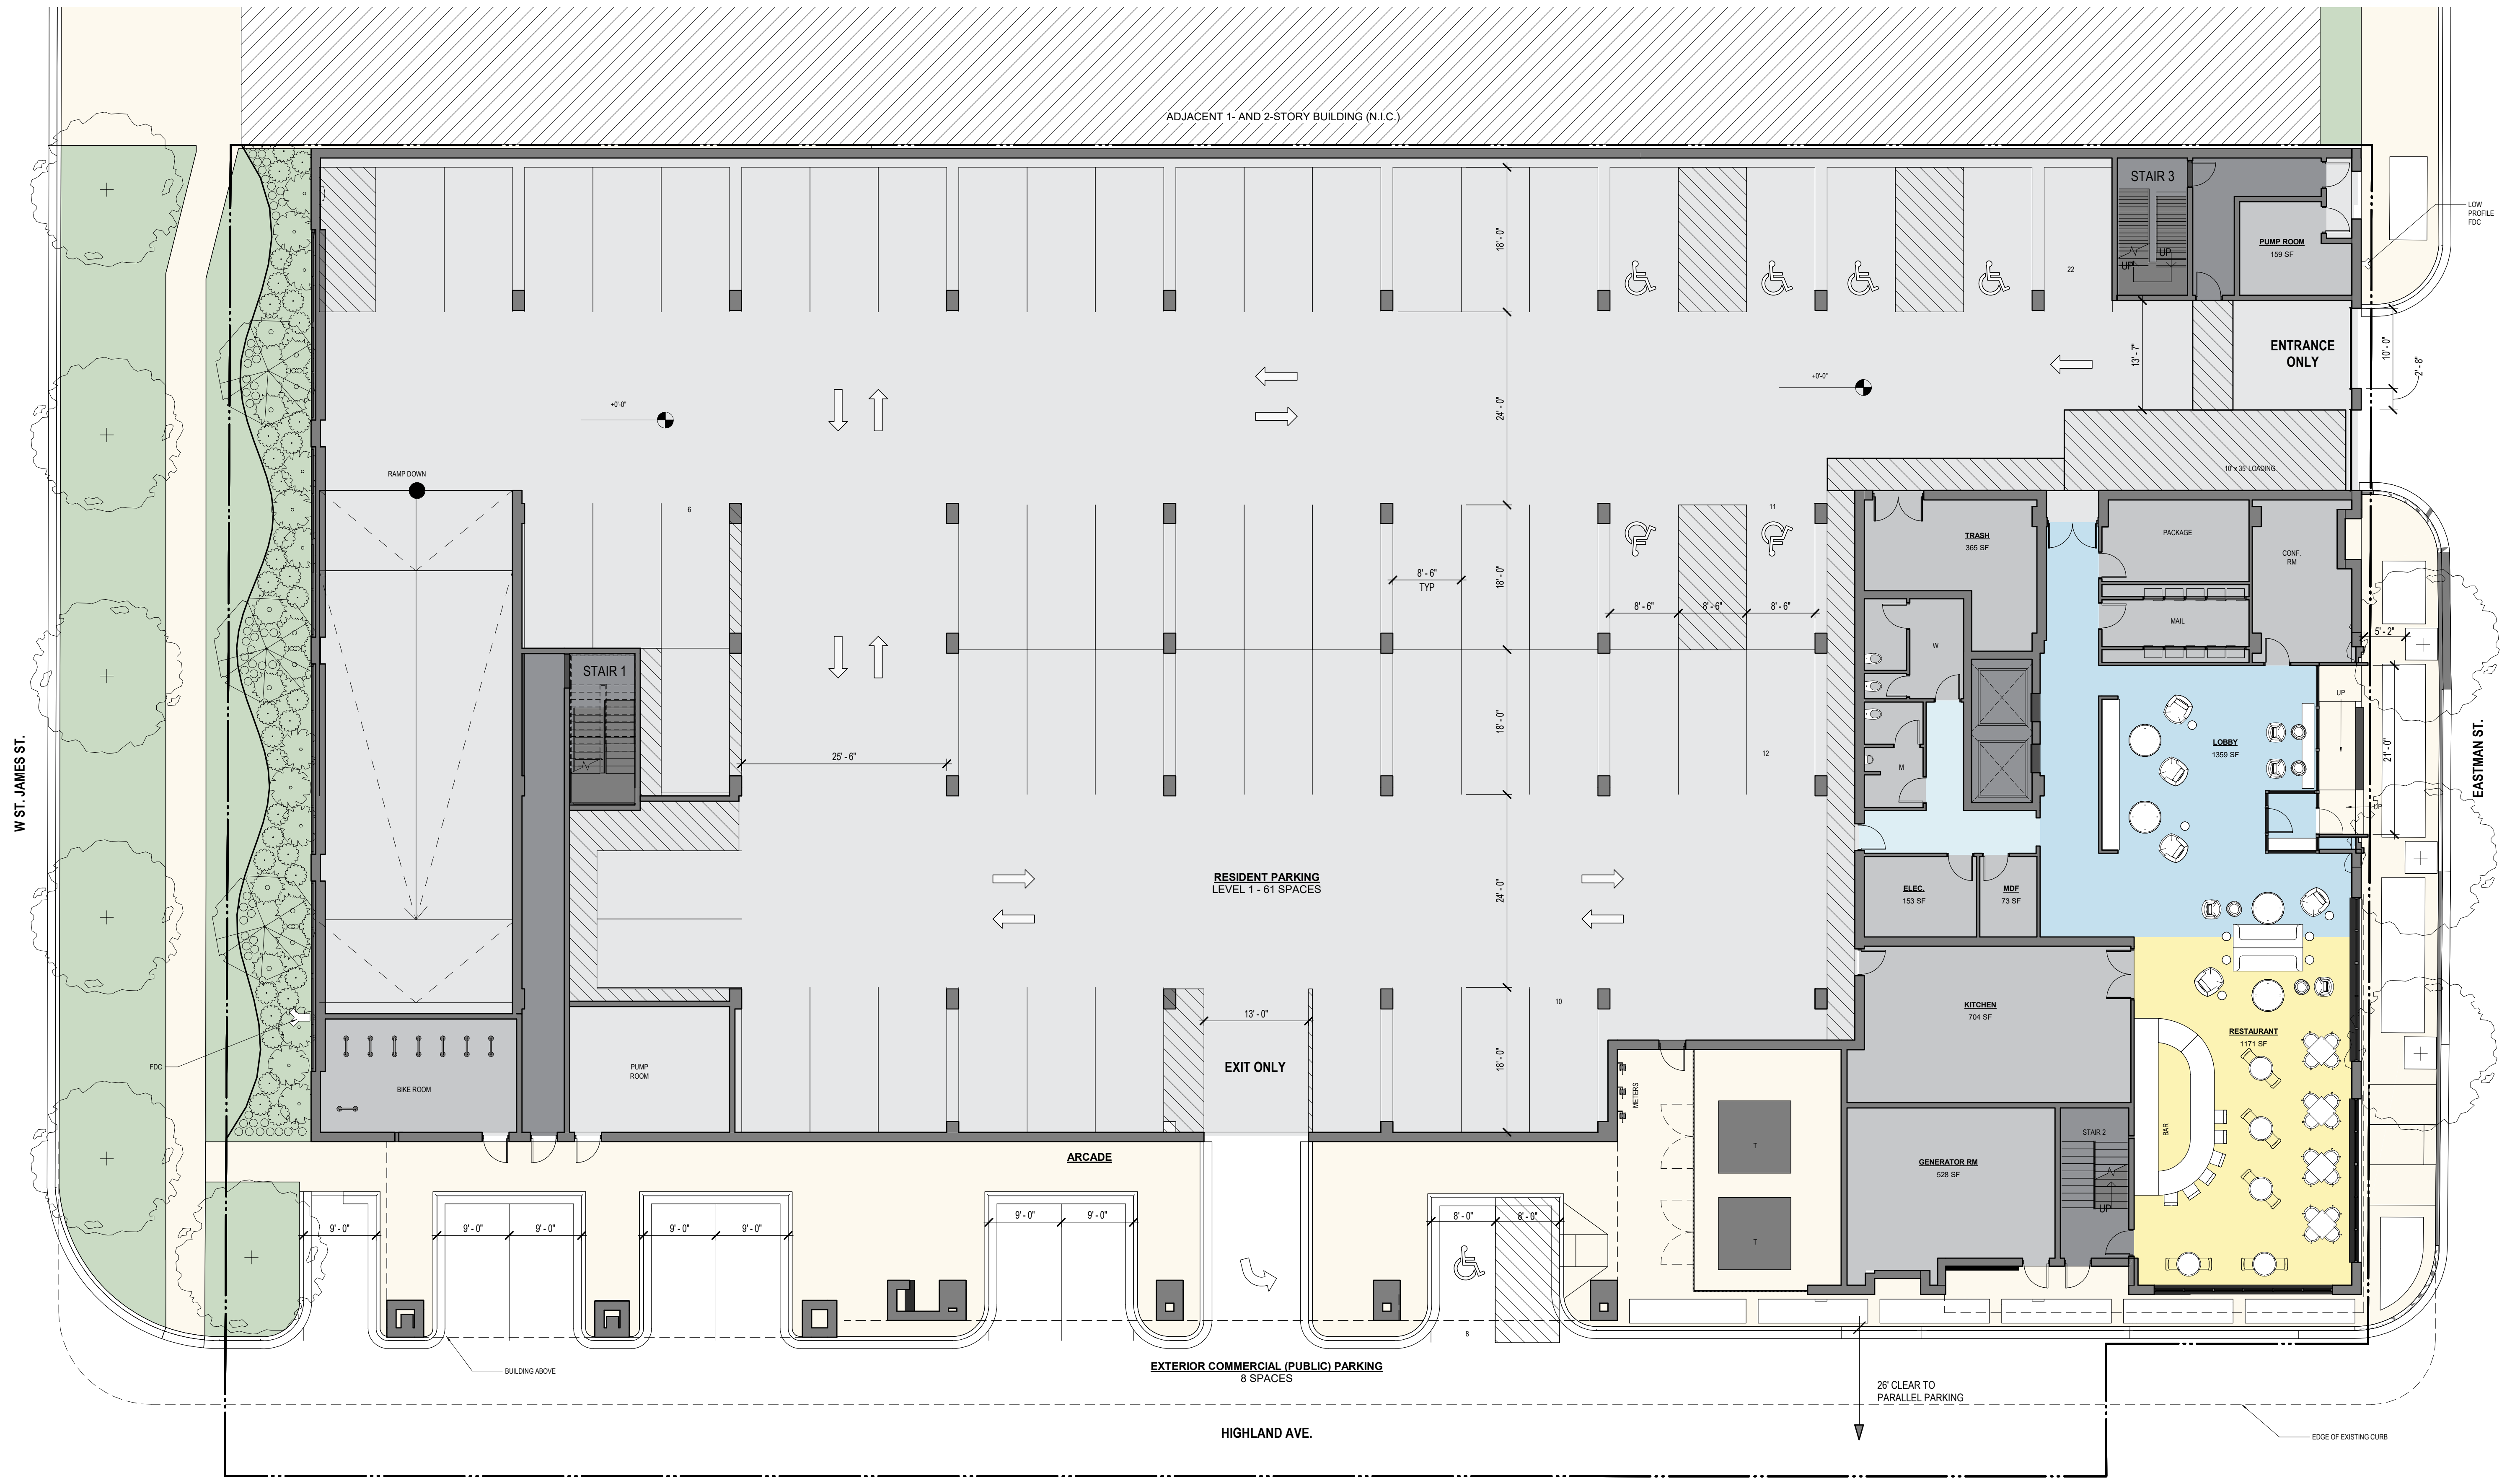 ADJACENT 1- AND 2-STORY BUILDING (N.I.C.)
STAIR 3
UP
UP
PUMP ROOM
159 SF
LOW
PROFILE
FDC
18' - 0"
22
ENTRANCE
ONLY
13' - 7"
10' - 0"
2' - 8"
+0'-0"
+0'-0"
24' - 0"
RAMP DOWN
10' x 35' LOADING
6
11
TRASH
365 SF
PACKAGE
CONF.
RM
8' - 6"
TYP
18' - 0"
8' - 6"
8' - 6"
8' - 6"
MAIL
W
5' - 2"
STAIR 1
UP
18' - 0"
25' - 6"
12
M
LOBBY
1359 SF
21' - 0"
UP
W ST. JAMES ST.
EASTMAN ST.
RESIDENT PARKING
LEVEL 1 - 61 SPACES
24' - 0"
ELEC.
153 SF
MDF
73 SF
10
13' - 0"
KITCHEN
704 SF
RESTAURANT
1171 SF
EXIT ONLY
18' - 0"
FDC
BIKE ROOM
PUMP
ROOM
METERS
BAR
STAIR 2
UP
T
T
GENERATOR RM
528 SF
ARCADE
9' - 0"
9' - 0"
9' - 0"
9' - 0"
9' - 0"
9' - 0"
9' - 0"
8' - 0"
8' - 0"
8
BUILDING ABOVE
EXTERIOR COMMERCIAL (PUBLIC) PARKING
8 SPACES
26' CLEAR TO
PARALLEL PARKING
HIGHLAND AVE.
EDGE OF EXISTING CURB